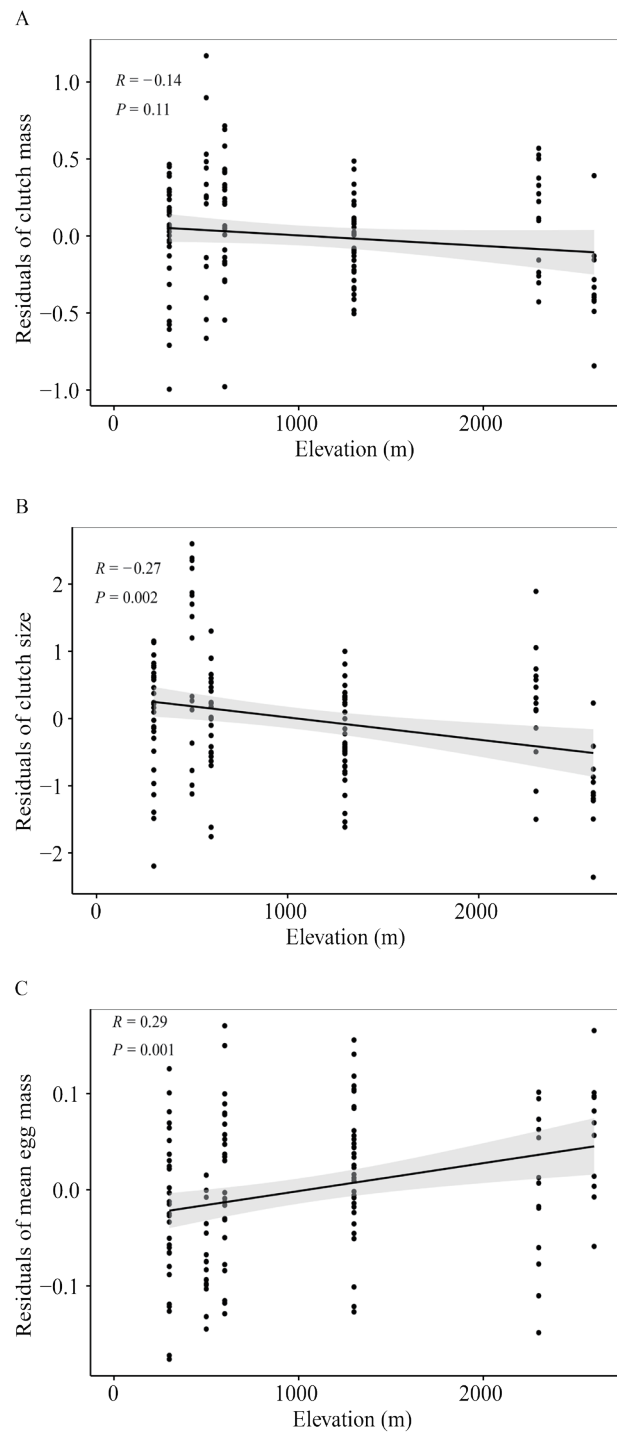 A
R = −0.14
P = 0.11
1.0
0.5
0.0
−0.5
−1.0
Residuals of clutch mass
0 1000 2000
Elevation (m)
B
R = −0.27
P = 0.002
2
1
0
−1
−2
Residuals of clutch size
0 1000 2000
Elevation (m)
C
R = 0.29
P = 0.001
0.1
0.0
−0.1
Residuals of mean egg mass
0 1000 2000
Elevation (m)